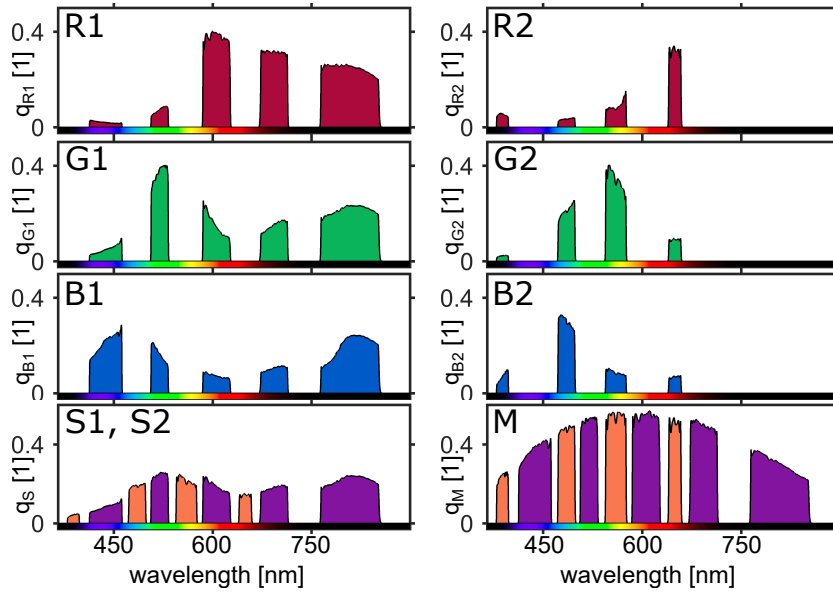 R1
R2
0.4
0.4
q_R1 [1]
q_R2 [1]
0
0
G1
G2
0.4
0.4
q_G1 [1]
q_G2 [1]
0
0
B1
B2
0.4
0.4
q_B1 [1]
q_B2 [1]
0
0
S1, S2
M
0.4
0.4
q_S [1]
q_M [1]
0
0
450 600 750
450 600 750
wavelength [nm]
wavelength [nm]